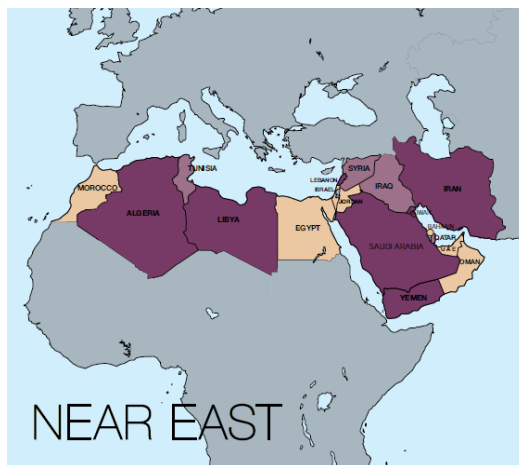 TUNISIA
LEBANON
SYRIA
MOROCCO
ISRAEL
IRAQ
IRAN
JORDAN
ALGERIA
LIBYA
EGYPT
KUWAIT
BAHRAIN
QATAR
SAUDI ARABIA
U A E
OMAN
YEMEN
NEAR EAST